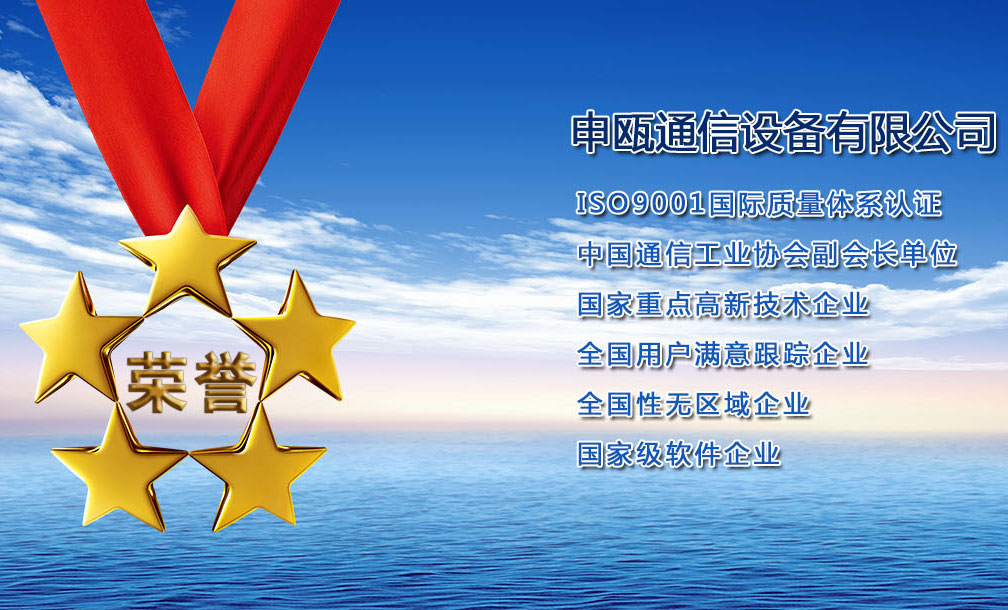 申瓯通信设备有限公司
ISO9001国际质量体系认证
中国通信工业协会副会长单位
国家重点高新技术企业
全国用户满意跟踪企业
全国性无区域企业
国家级软件企业
荣誉